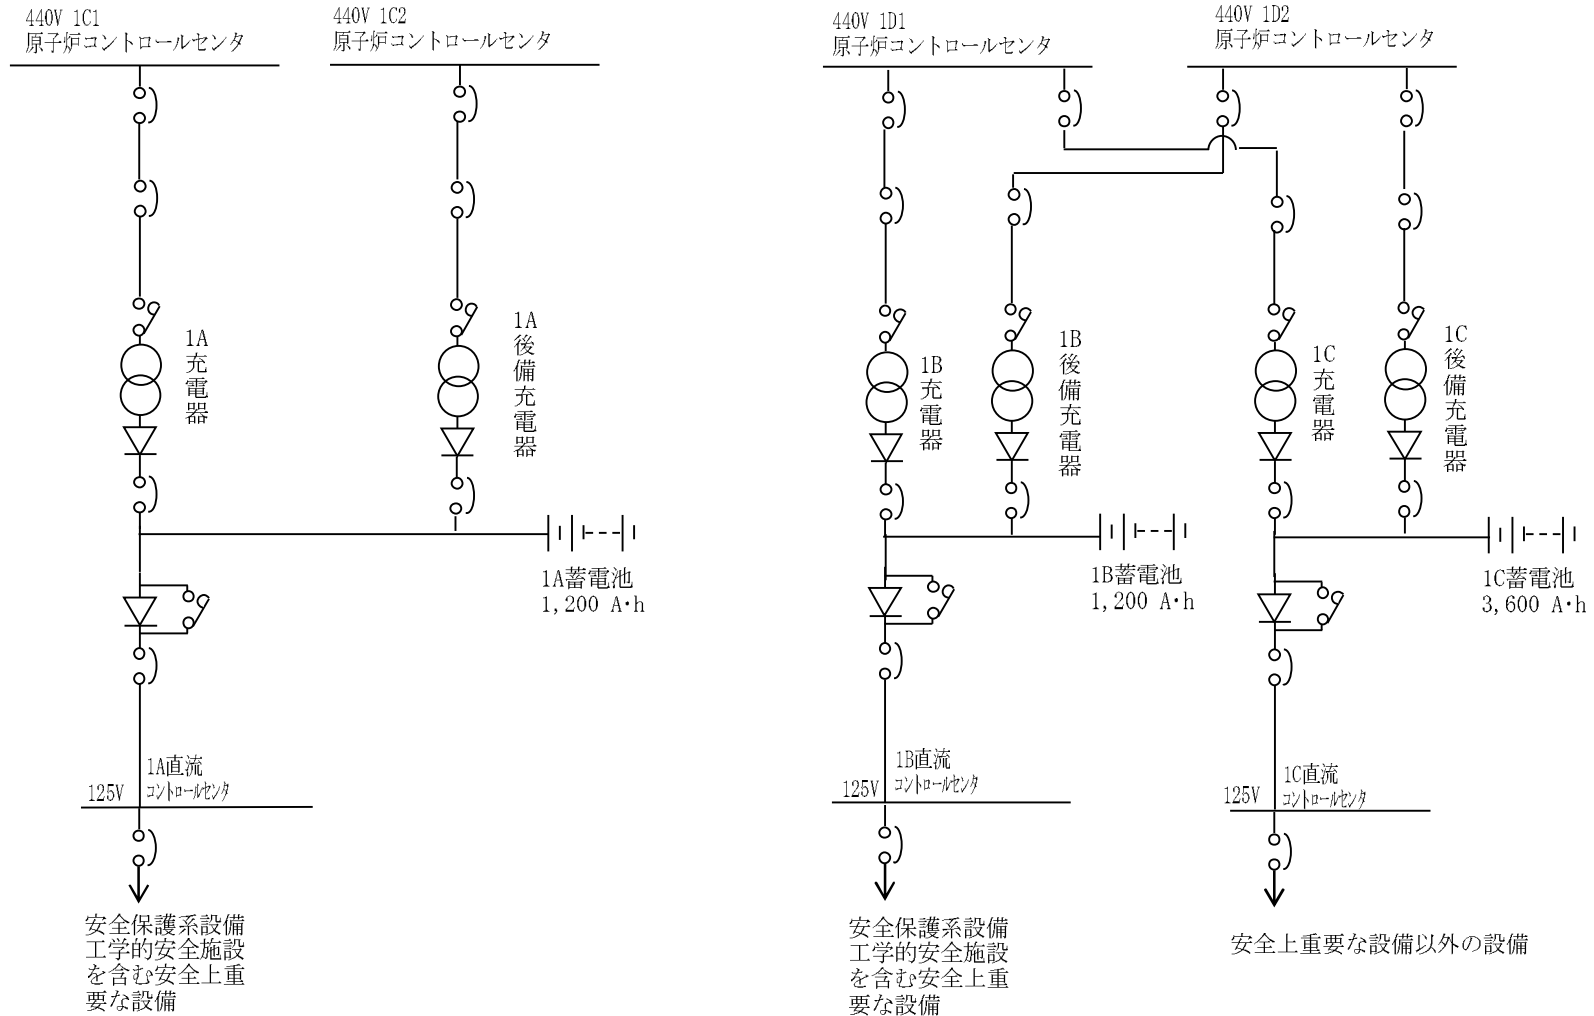 440V 1C1
原子炉コントロールセンタ
440V 1C2
原子炉コントロールセンタ
440V 1D1
原子炉コントロールセンタ
440V 1D2
原子炉コントロールセンタ
1A
充
電
器
1A
後
備
充
電
器
1B
充
電
器
1B
後
備
充
電
器
1C
充
電
器
1C
後
備
充
電
器
1A蓄電池
1,200 A・h
1B蓄電池
1,200 A・h
1C蓄電池
3,600 A・h
1A直流
コントロールセンタ
125V
1B直流
コントロールセンタ
125V
1C直流
コントロールセンタ
125V
安全保護系設備
工学的安全施設
を含む安全上重
要な設備
安全保護系設備
工学的安全施設
を含む安全上重
要な設備
安全上重要な設備以外の設備